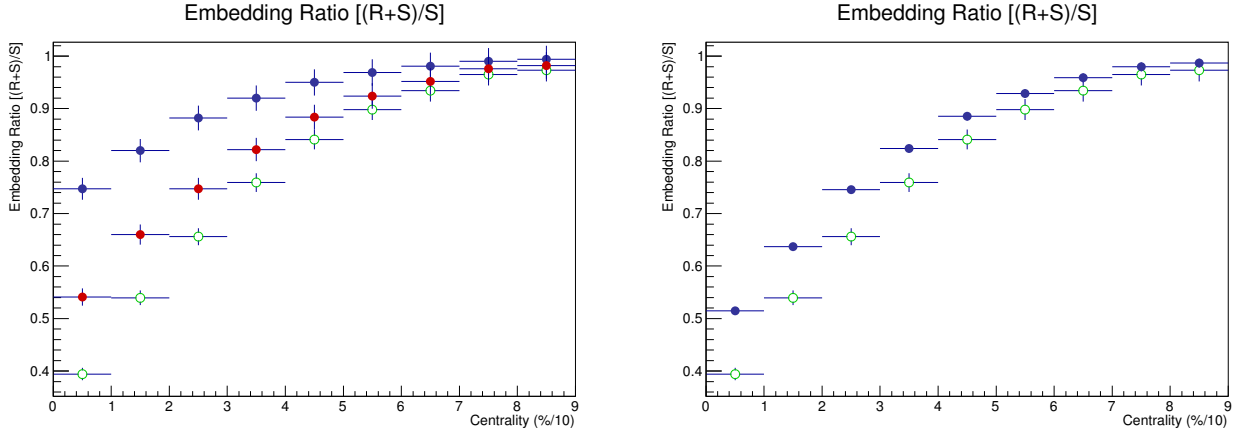 Embedding Ratio [(R+S)/S]
Embedding Ratio [(R+S)/S]
1
0.9
0.8
0.7
0.6
0.5
0.4
0 1 2 3 4 5 6 7 8 9
Centrality (%/10)
Embedding Ratio [(R+S)/S]
Embedding Ratio [(R+S)/S]
1
0.9
0.8
0.7
0.6
0.5
0.4
0 1 2 3 4 5 6 7 8 9
Centrality (%/10)